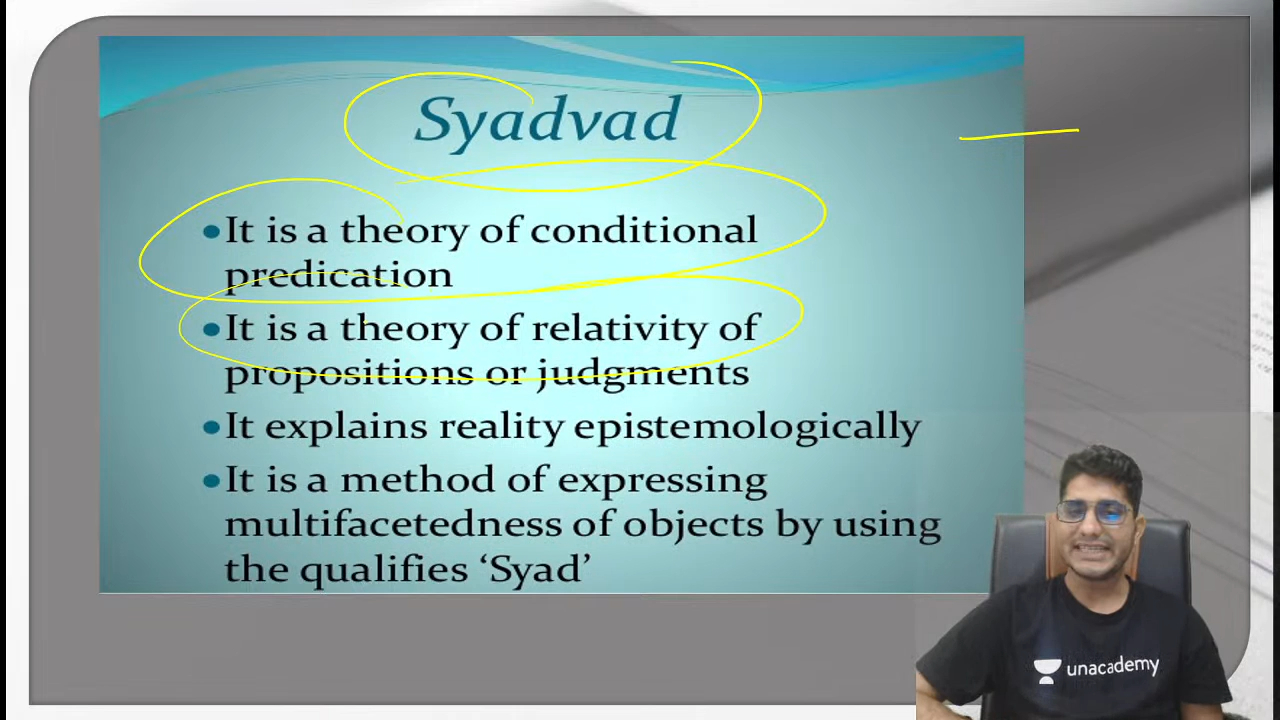 Syadvad
•It is a theory of conditional
predication
•It is a theory of relativity of
propositions or judgments
•It explains reality epistemologically
•It is a method of expressing
multifacetedness of objects by using
the qualifies ‘Syad’
unacademy